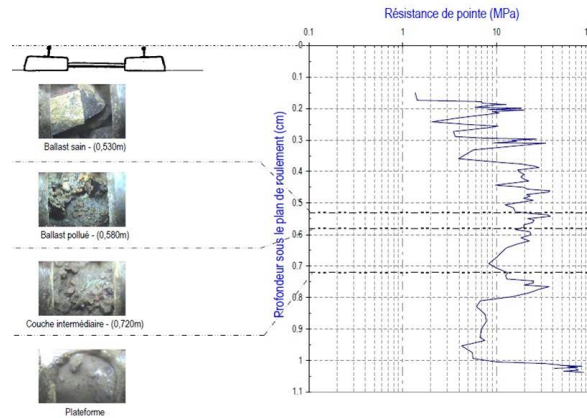 Résistance de pointe (MPa)
0.1
1
10
-0.1
0
0.1
0.2
0.3
0.4
0.5
0.6
0.7
0.8
0.9
1
1.1
Profondeur sous le plan de roulement (cm)
Ballast sain - (0,530m)
Ballast pollué - (0,580m)
Couche intermédiaire - (0,720m)
Plateforme